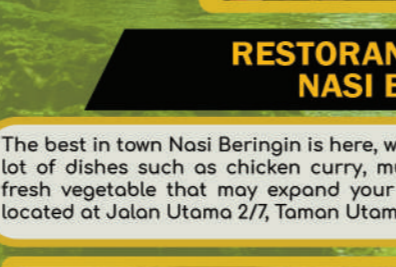 RESTORAN
NASI B
The best in town Nasi Beringin is here, w
lot of dishes such as chicken curry, mu
fresh vegetable that may expand your
located at Jalan Utama 2/7, Taman Utam